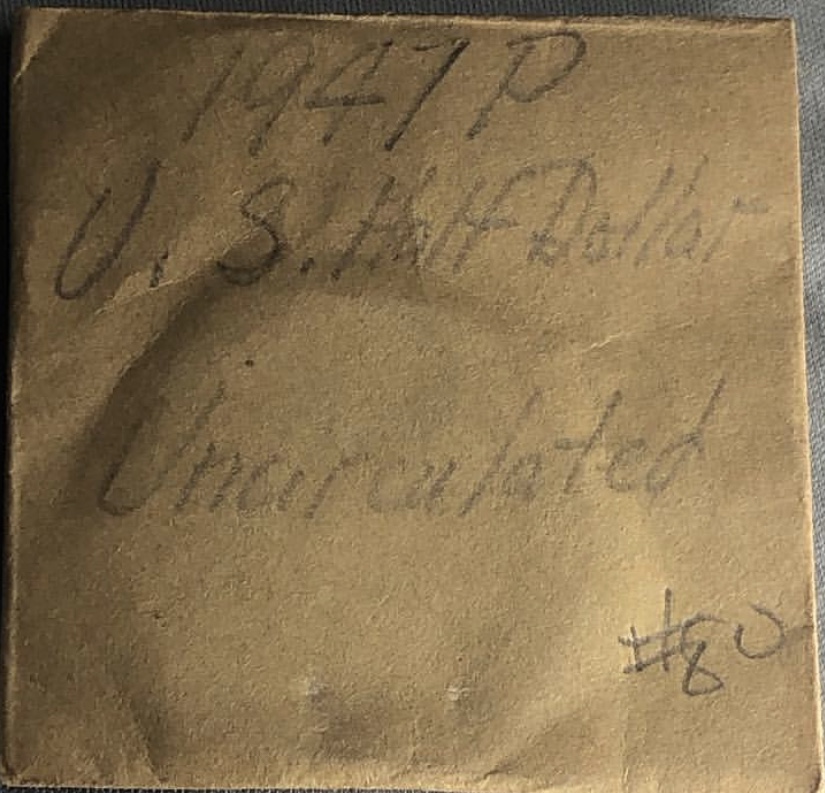 1947 P
U. S. Half Dollar
Uncirculated
#80